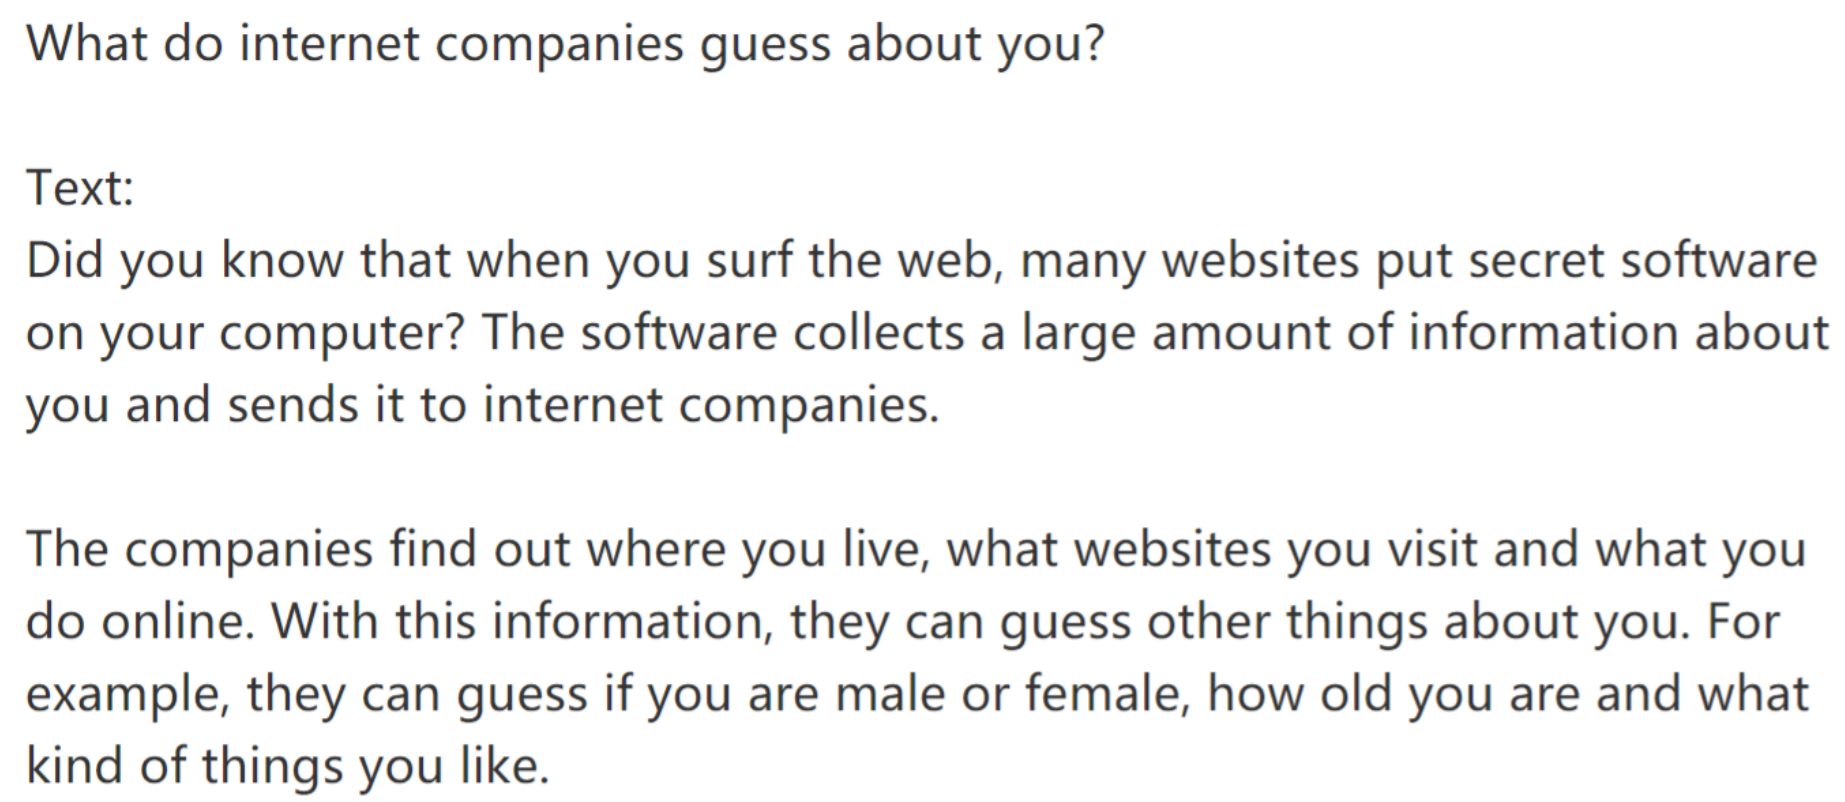 What do internet companies guess about you?
Text:
Did you know that when you surf the web, many websites put secret software
on your computer? The software collects a large amount of information about
you and sends it to internet companies.
The companies find out where you live, what websites you visit and what you
do online. With this information, they can guess other things about you. For
example, they can guess if you are male or female, how old you are and what
kind of things you like.